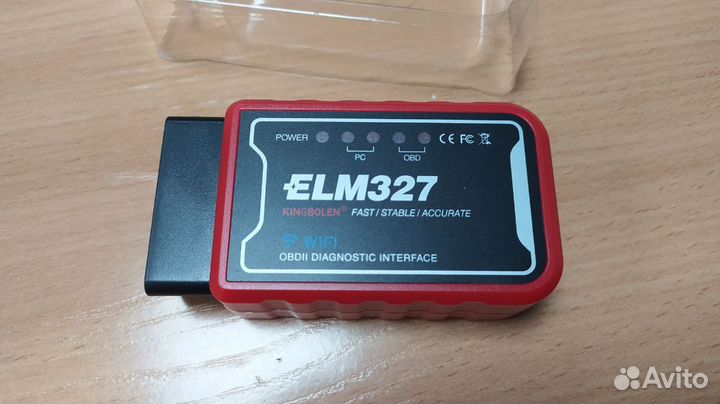 POWER CE FC
PC OBD
ELM327
KINGBOLEN® FAST / STABLE / ACCURATE
WIFI
OBDII DIAGNOSTIC INTERFACE
Avito